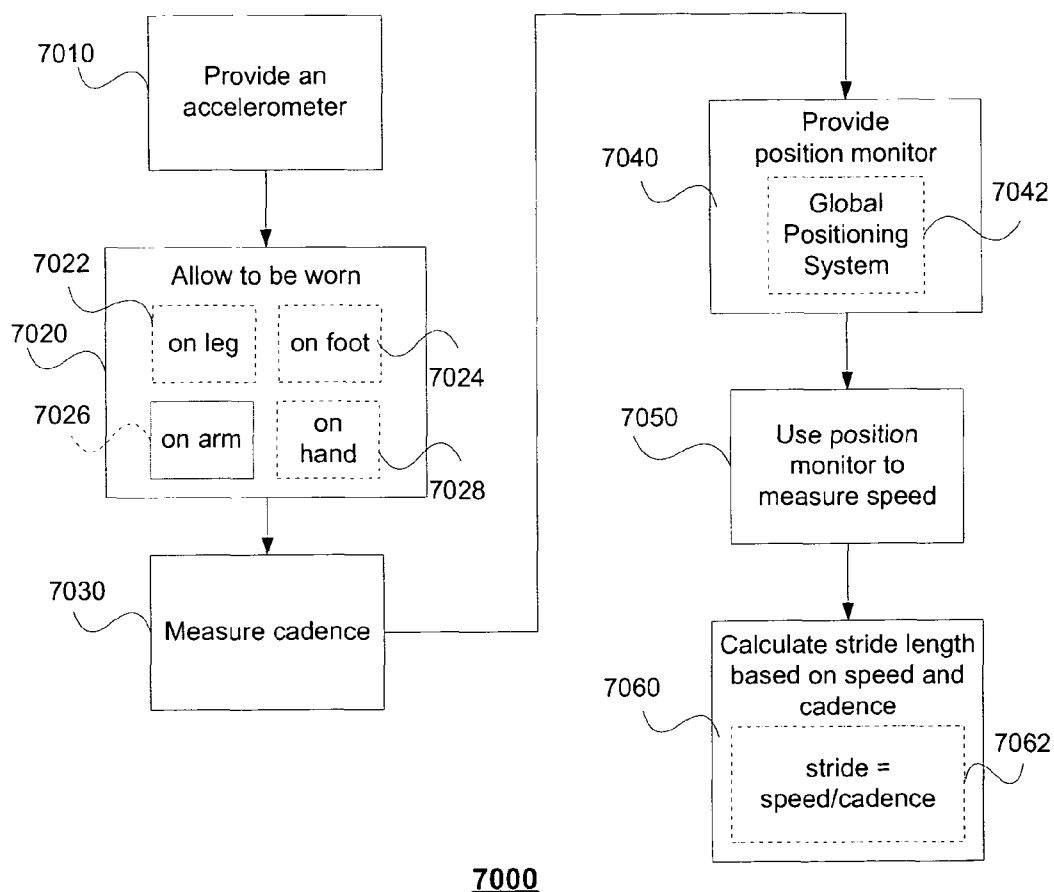 7010
Provide an
accelerometer
7022
7020
Allow to be worn
on leg
on foot
7024
7026
on arm
on
hand
7028
7030
Measure cadence
7040
Provide
position monitor
7042
Global
Positioning
System
7050
Use position
monitor to
measure speed
7060
Calculate stride length
based on speed and
cadence
7062
stride =
speed/cadence
7000